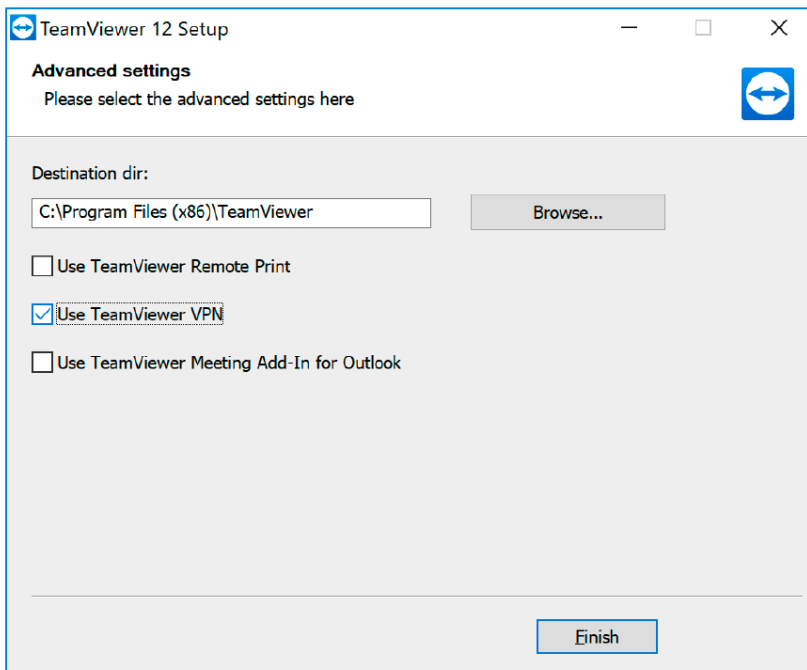 TeamViewer 12 Setup
Advanced settings
Please select the advanced settings here
Destination dir:
C:\Program Files (x86)\TeamViewer
Browse...
Use TeamViewer Remote Print
Use TeamViewer VPN
Use TeamViewer Meeting Add-In for Outlook
Finish